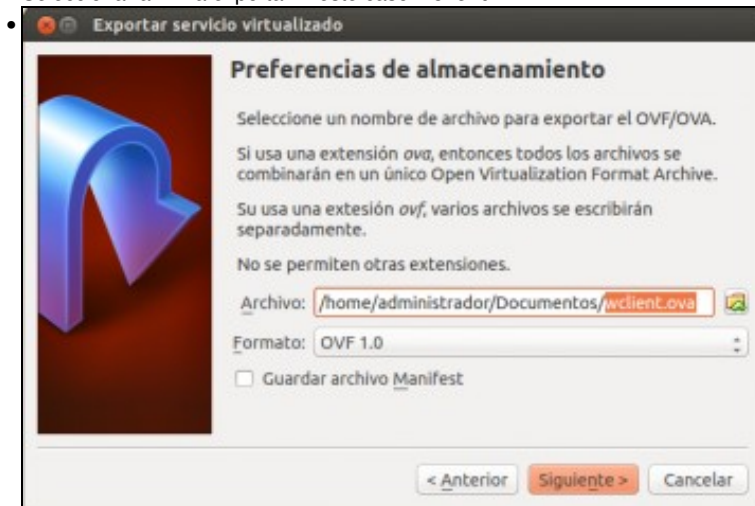 Exportar servicio virtualizado
Preferencias de almacenamiento
Seleccione un nombre de archivo para exportar el OVF/OVA.
Si usa una extensión ova, entonces todos los archivos se
combinarán en un único Open Virtualization Format Archive.
Su usa una extesión ovf, varios archivos se escribirán
separadamente.
No se permiten otras extensiones.
Archivo: /home/administrador/Documentos/wclient.ova
Formato: OVF 1.0
Guardar archivo Manifest
< Anterior Siguiente > Cancelar